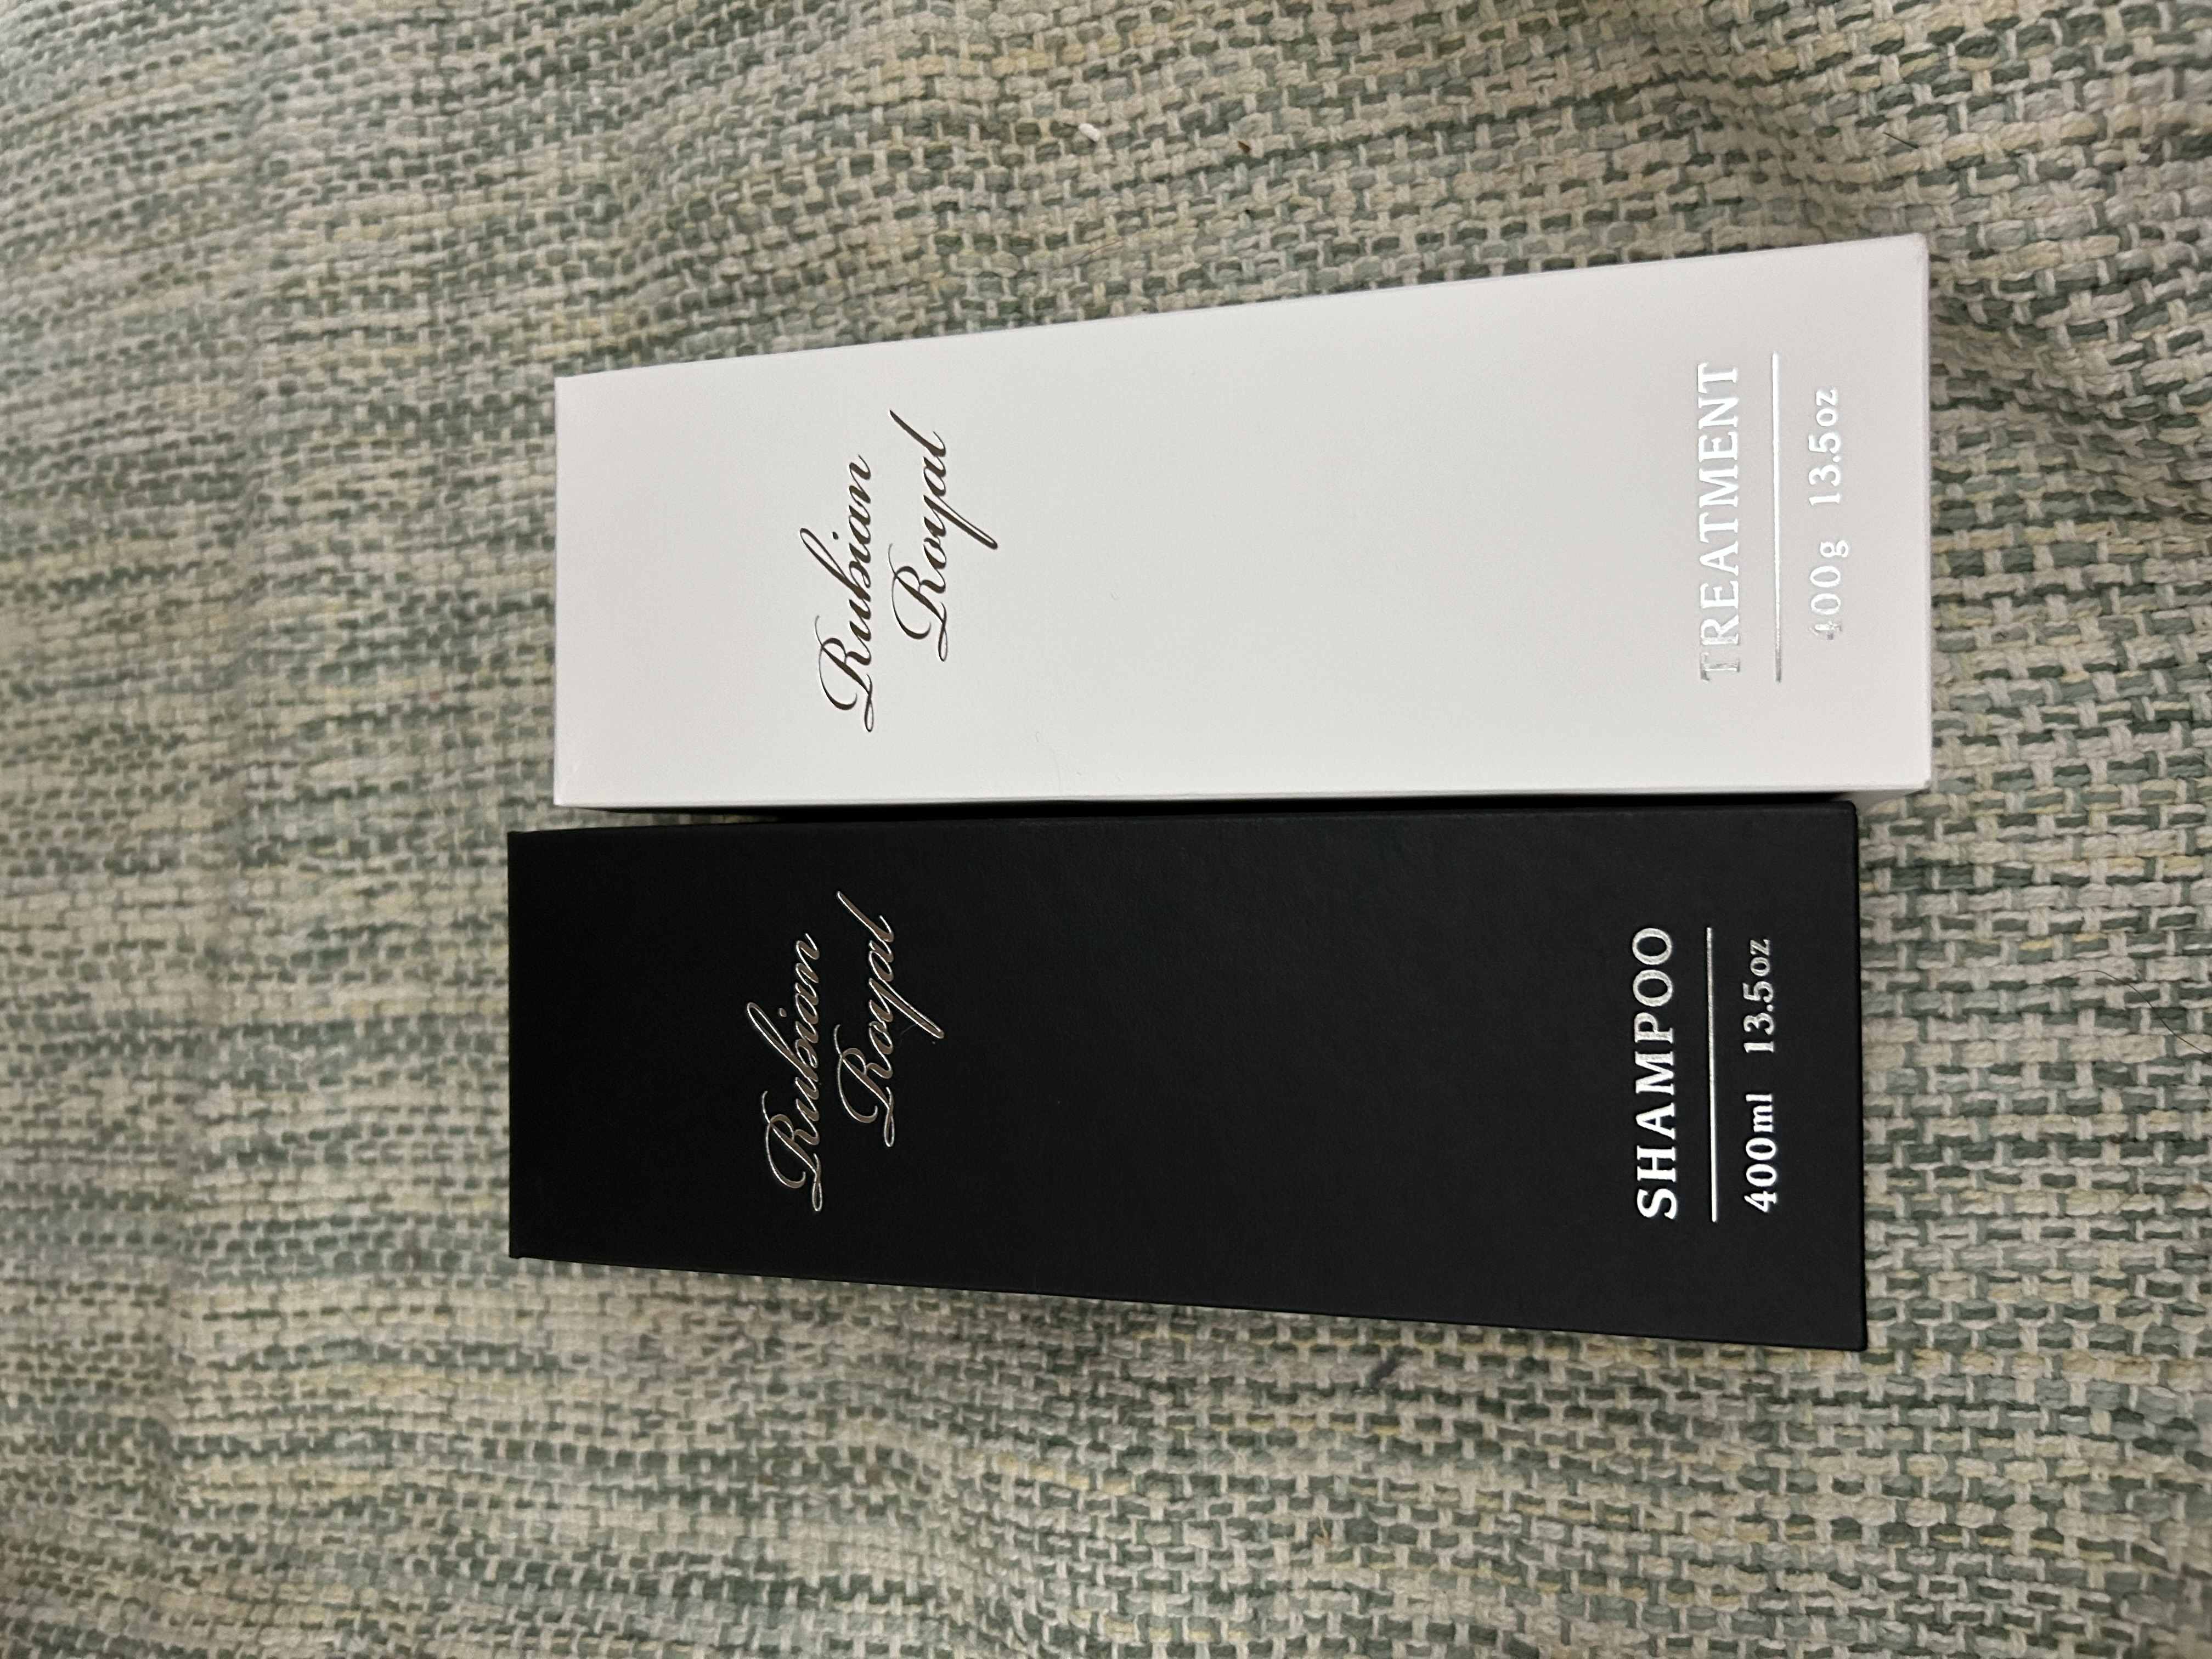 Rubian
Royal
SHAMPOO
400ml 13.5oz
Rubian
Royal
TREATMENT
400g 13.5oz